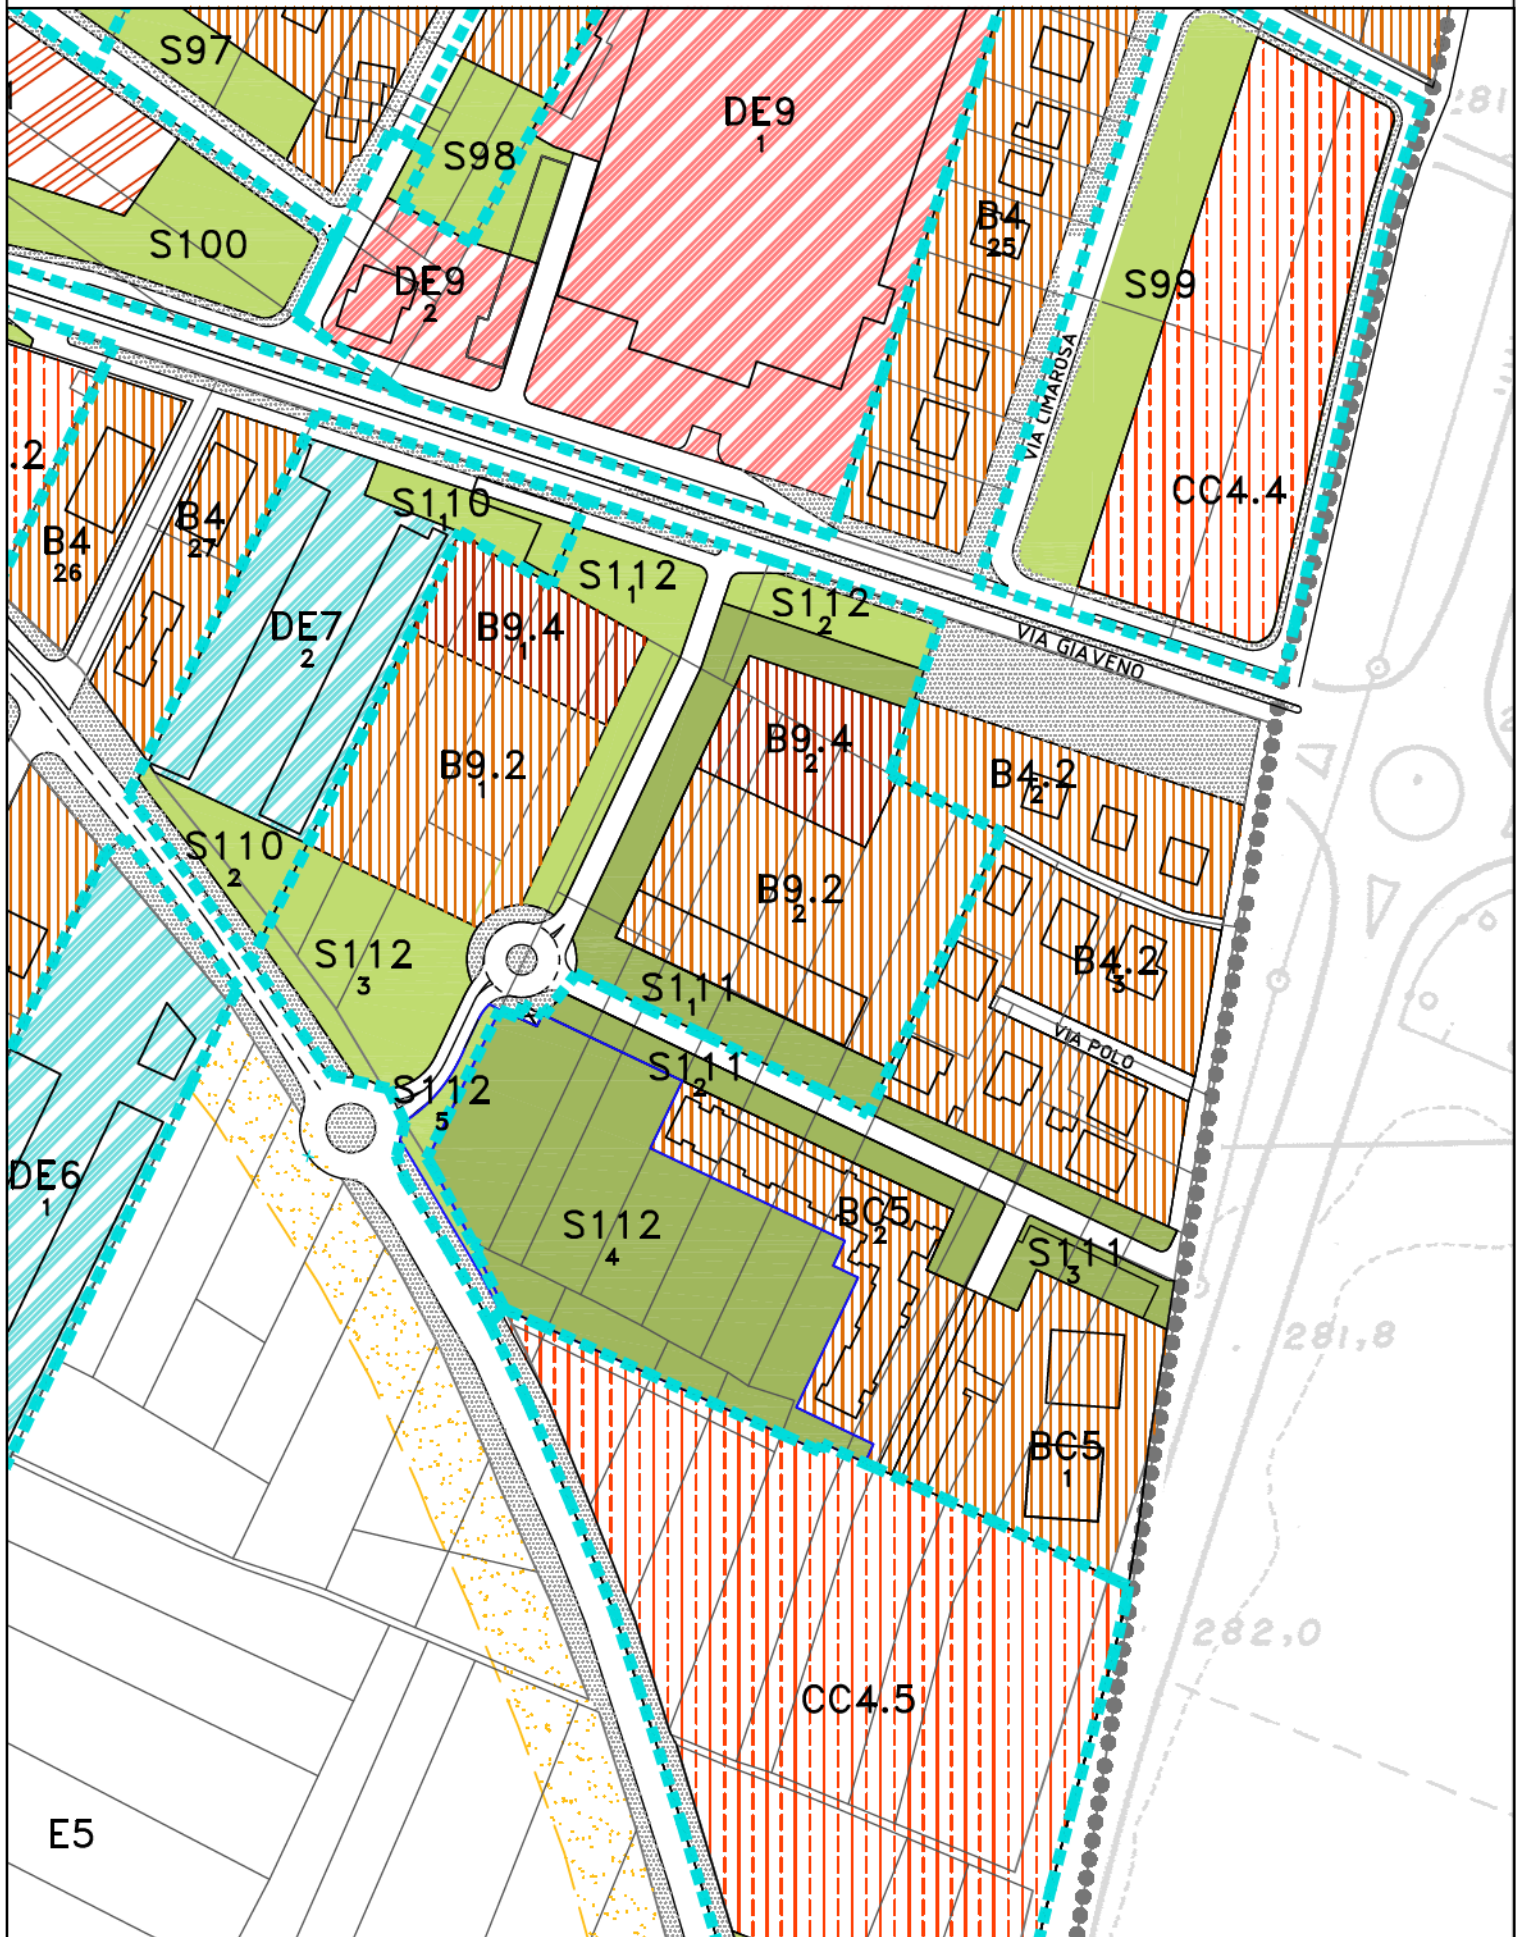 S97
DE9
1
281
S98
B4
25
S100
DE9
2
S99
VIA LIMAROSA
.2
CC4.4
S110
1
B4
27
B4
26
S112
1
S112
2
DE7
2
B9.4
1
VIA GIAVENO
B9.4
2
B9.2
1
B4.2
2
S110
2
B9.2
2
S112
3
B4.2
3
S111
1
VIA POLO
S111
2
S112
5
DE6
1
S112
4
BC5
2
S111
3
281,8
BC5
1
282,0
CC4.5
E5